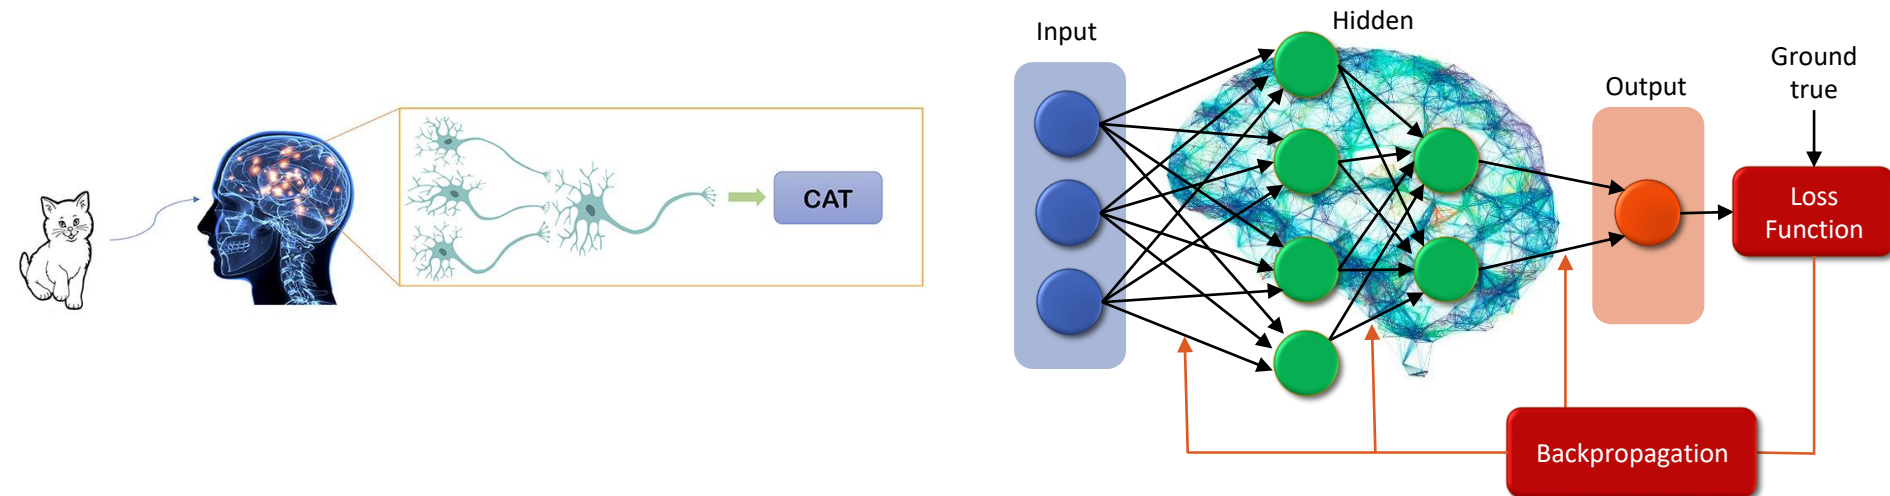 CAT
Input
Hidden
Output
Ground
true
Loss
Function
Backpropagation